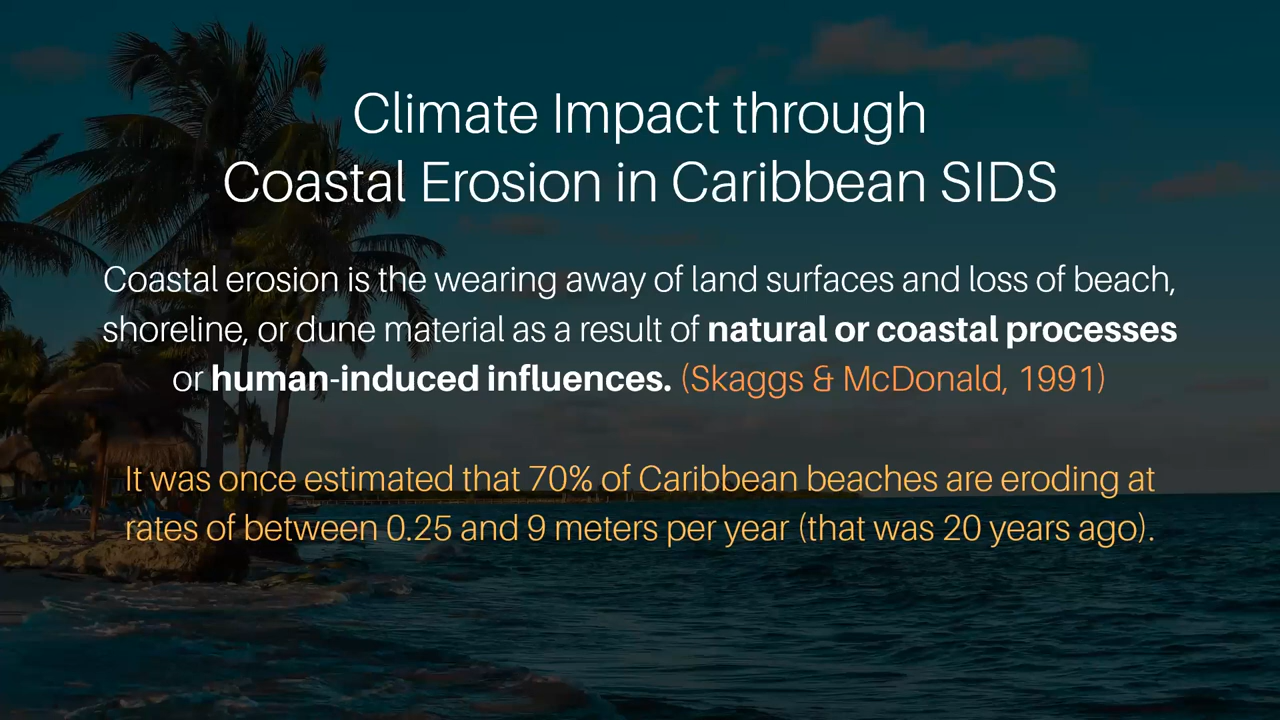 Climate Impact through
Coastal Erosion in Caribbean SIDS
Coastal erosion is the wearing away of land surfaces and loss of beach,
shoreline, or dune material as a result of natural or coastal processes
or human-induced influences. (Skaggs & McDonald, 1991)
It was once estimated that 70% of Caribbean beaches are eroding at
rates of between 0.25 and 9 meters per year (that was 20 years ago).